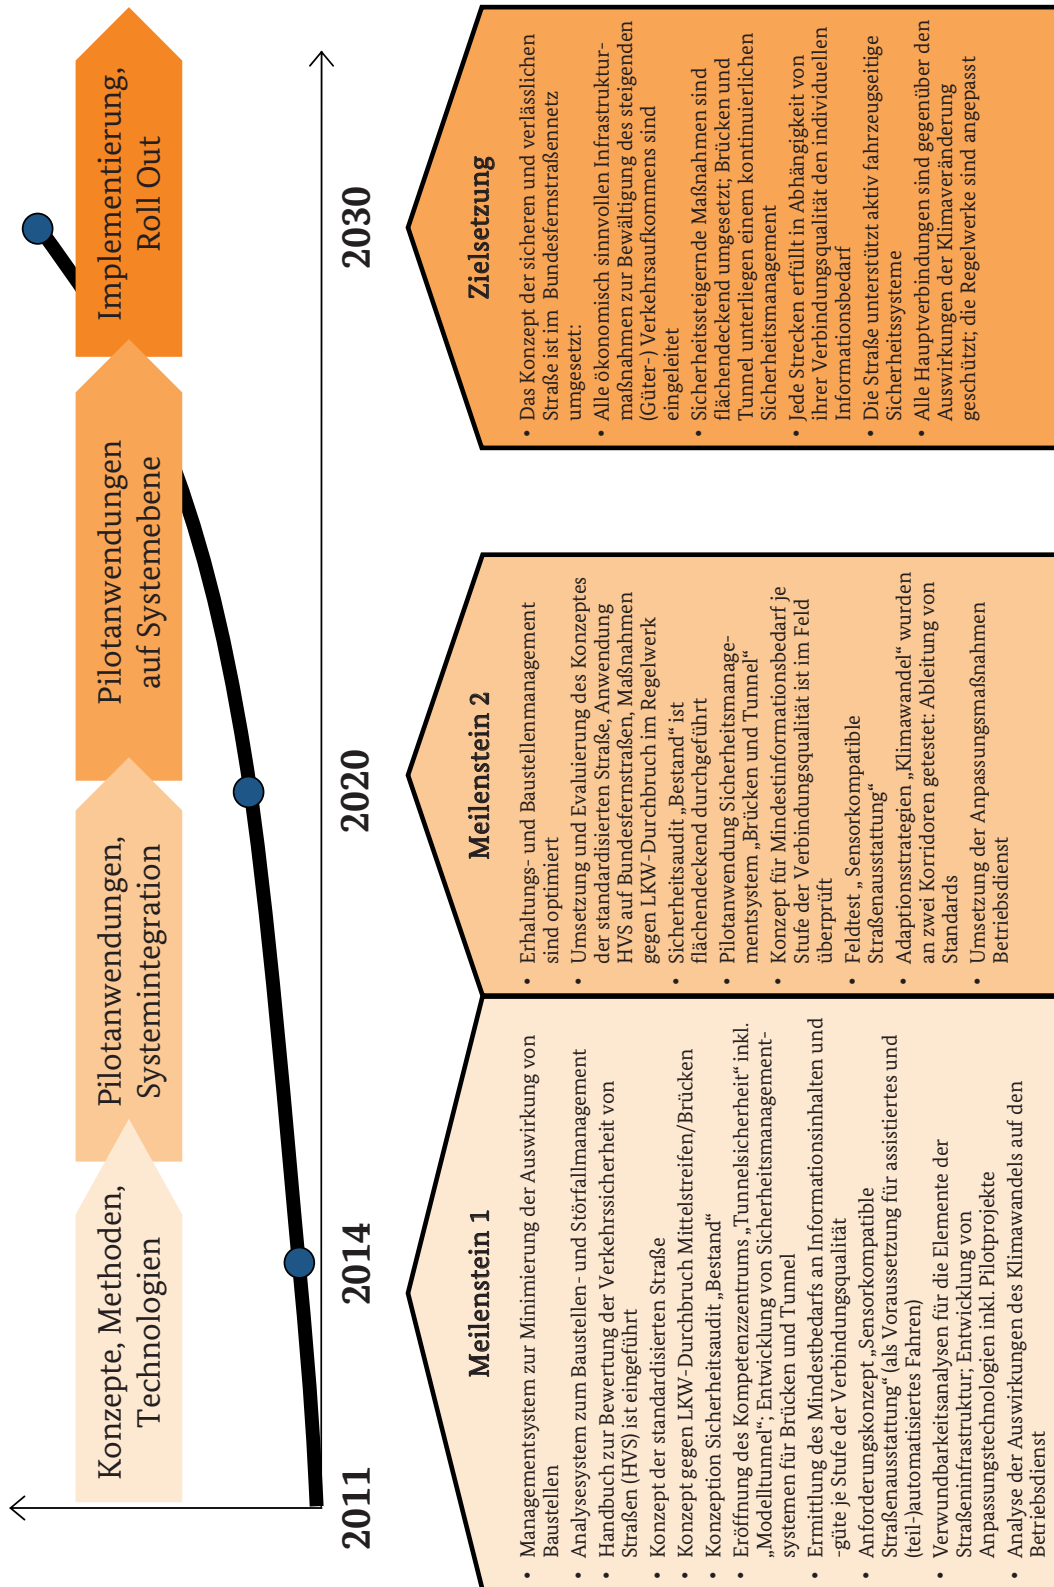 Konzepte, Methoden,
Technologien
Pilotanwendungen,
Systemintegration
Pilotanwendungen
auf Systemebene
Implementierung,
Roll Out
2011
2014
2020
2030
Meilenstein 1
• Managementsystem zur Minimierung der Auswirkung von
Baustellen
• Analysesystem zum Baustellen- und Störfallmanagement
• Handbuch zur Bewertung der Verkehrssicherheit von
Straßen (HVS) ist eingeführt
• Konzept der standardisierten Straße
• Konzept gegen LKW-Durchbruch Mittelstreifen/Brücken
• Konzeption Sicherheitsaudit „Bestand“
• Eröffnung des Kompetenzzentrums „Tunnelsicherheit“ inkl.
„Modelltunnel“; Entwicklung von Sicherheitsmanagement-
systemen für Brücken und Tunnel
• Ermittlung des Mindestbedarfs an Informationsinhalten und
-güte je Stufe der Verbindungsqualität
• Anforderungskonzept „Sensorkompatible
Straßenausstattung“ (als Voraussetzung für assistiertes und
(teil-)automatisiertes Fahren)
• Verwundbarkeitsanalysen für die Elemente der
Straßeninfrastruktur; Entwicklung von
Anpassungstechnologien inkl. Pilotprojekte
• Analyse der Auswirkungen des Klimawandels auf den
Betriebsdienst
Meilenstein 2
• Erhaltungs- und Baustellenmanagement
sind optimiert
• Umsetzung und Evaluierung des Konzeptes
der standardisierten Straße, Anwendung
HVS auf Bundesfernstraßen, Maßnahmen
gegen LKW-Durchbruch im Regelwerk
• Sicherheitsaudit „Bestand“ ist
flächendeckend durchgeführt
• Pilotanwendung Sicherheitsmanage-
mentsystem „Brücken und Tunnel“
• Konzept für Mindestinformationsbedarf je
Stufe der Verbindungsqualität ist im Feld
überprüft
• Feldtest „Sensorkompatible
Straßenausstattung“
• Adaptionsstrategien „Klimawandel“ wurden
an zwei Korridoren getestet: Ableitung von
Standards
• Umsetzung der Anpassungsmaßnahmen
Betriebsdienst
Zielsetzung
• Das Konzept der sicheren und verlässlichen
Straße ist im Bundesfernstraßennetz
umgesetzt:
• Alle ökonomisch sinnvollen Infrastruktur-
maßnahmen zur Bewältigung des steigenden
(Güter-) Verkehrsaufkommens sind
eingeleitet
• Sicherheitssteigernde Maßnahmen sind
flächendeckend umgesetzt; Brücken und
Tunnel unterliegen einem kontinuierlichen
Sicherheitsmanagement
• Jede Strecken erfüllt in Abhängigkeit von
ihrer Verbindungsqualität den individuellen
Informationsbedarf
• Die Straße unterstützt aktiv fahrzeugseitige
Sicherheitssysteme
• Alle Hauptverbindungen sind gegenüber den
Auswirkungen der Klimaveränderung
geschützt; die Regelwerke sind angepasst